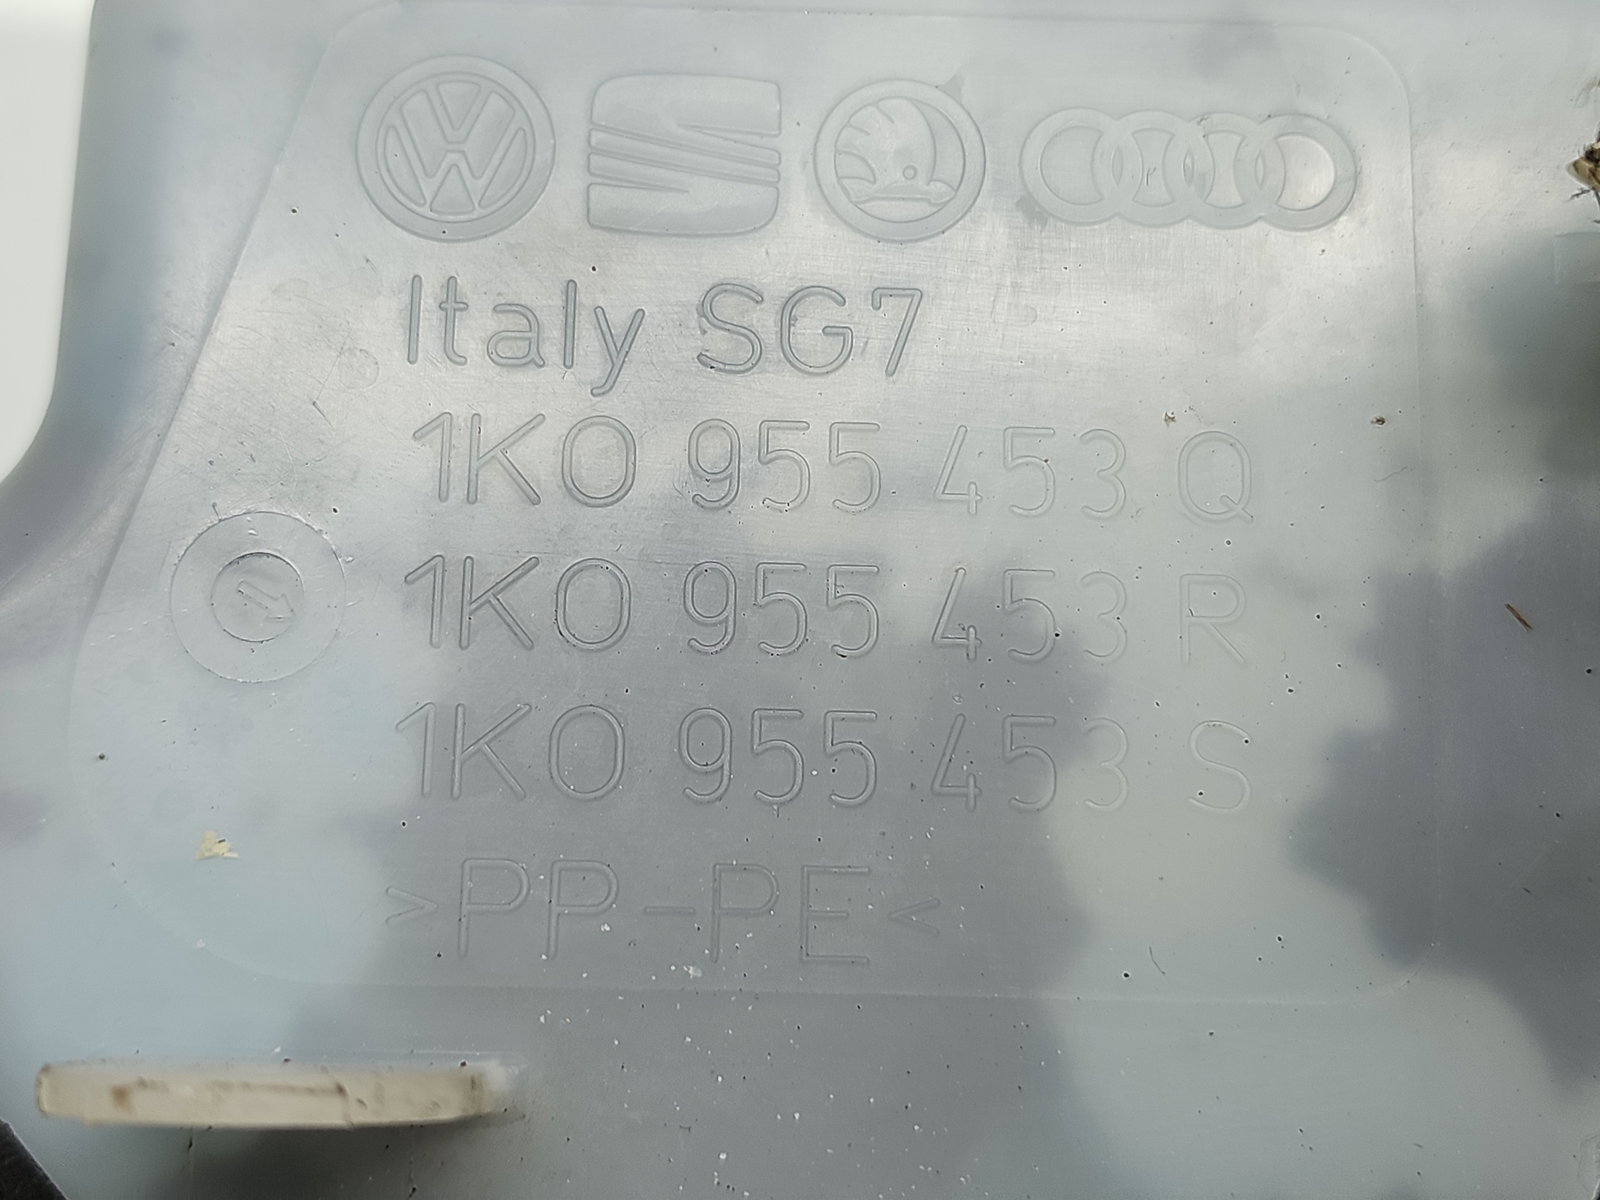 Italy SG7
1K0 955 453 Q
1K0 955 453 R
1K0 955 453 S
>PP-PE<